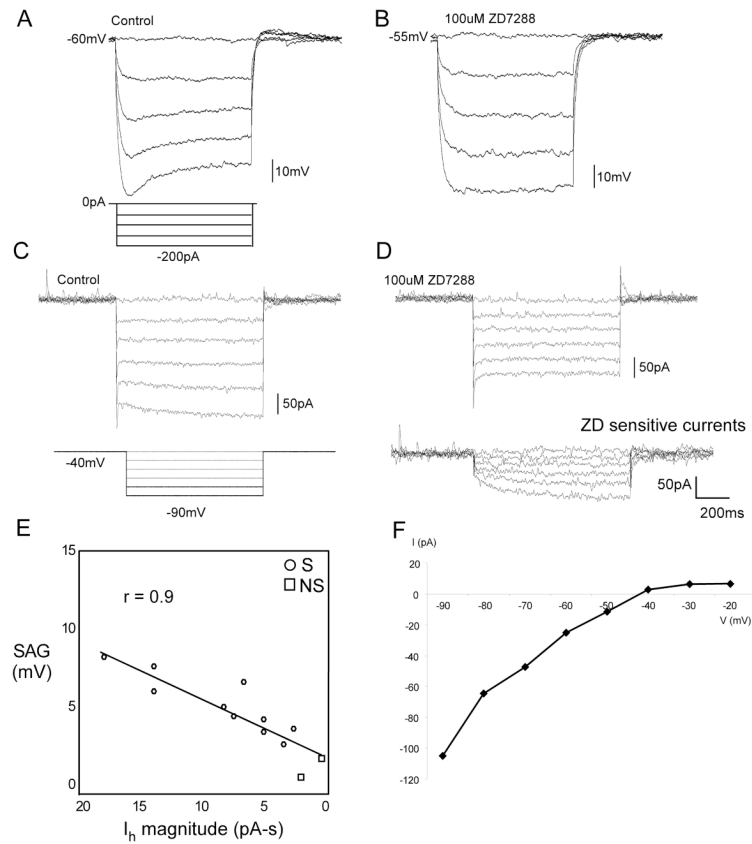 A
Control
-60mV
10mV
0pA
-200pA
B
100uM ZD7288
-55mV
10mV
C
Control
50pA
-40mV
-90mV
D
100uM ZD7288
50pA
ZD sensitive currents
50pA
200ms
E
15
10
5
0
SAG
(mV)
r = 0.9
S
NS
20
15
10
5
0
Ih magnitude (pA-s)
F
I (pA)
20
0
-20
-40
-60
-80
-100
-120
-90
-80
-70
-60
-50
-40
-30
-20
V (mV)